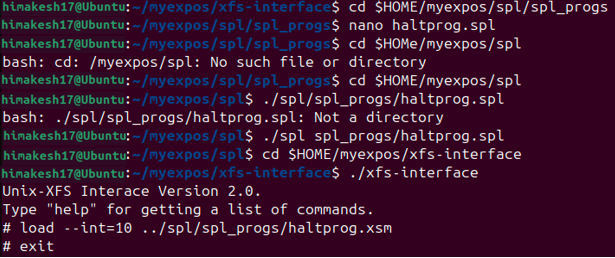 himakesh17@Ubuntu:~/myexpos/xfs-interface$ cd $HOME/myexpos/spl/spl_progs
himakesh17@Ubuntu:~/myexpos/spl/spl_progs$ nano haltprog.spl
himakesh17@Ubuntu:~/myexpos/spl/spl_progs$ cd $HOMe/myexpos/spl
bash: cd: /myexpos/spl: No such file or directory
himakesh17@Ubuntu:~/myexpos/spl/spl_progs$ cd $HOME/myexpos/spl
himakesh17@Ubuntu:~/myexpos/spl$ ./spl/spl_progs/haltprog.spl
bash: ./spl/spl_progs/haltprog.spl: Not a directory
himakesh17@Ubuntu:~/myexpos/spl$ ./spl spl_progs/haltprog.spl
himakesh17@Ubuntu:~/myexpos/spl$ cd $HOME/myexpos/xfs-interface
himakesh17@Ubuntu:~/myexpos/xfs-interface$ ./xfs-interface
Unix-XFS Interace Version 2.0.
Type "help" for getting a list of commands.
# load --int=10 ../spl/spl_progs/haltprog.xsm
# exit